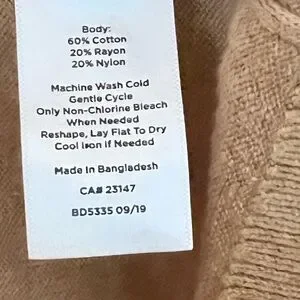 Body:
60% Cotton
20% Rayon
20% Nylon
Machine Wash Cold
Gentle Cycle
Only Non-Chlorine Bleach
When Needed
Reshape, Lay Flat To Dry
Cool Iron if Needed
Made In Bangladesh
CA# 23147
BD5335 09/19